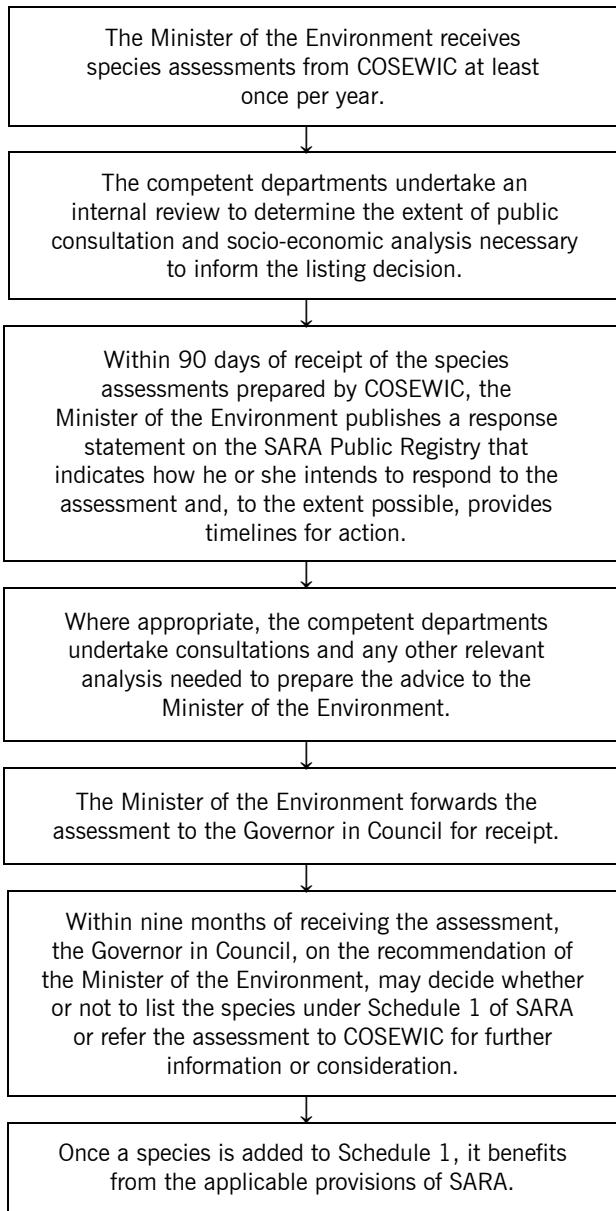 The Minister of the Environment receives
species assessments from COSEWIC at least
once per year.
The competent departments undertake an
internal review to determine the extent of public
consultation and socio-economic analysis necessary
to inform the listing decision.
Within 90 days of receipt of the species
assessments prepared by COSEWIC, the
Minister of the Environment publishes a response
statement on the SARA Public Registry that
indicates how he or she intends to respond to the
assessment and, to the extent possible, provides
timelines for action.
Where appropriate, the competent departments
undertake consultations and any other relevant
analysis needed to prepare the advice to the
Minister of the Environment.
The Minister of the Environment forwards the
assessment to the Governor in Council for receipt.
Within nine months of receiving the assessment,
the Governor in Council, on the recommendation of
the Minister of the Environment, may decide whether
or not to list the species under Schedule 1 of SARA
or refer the assessment to COSEWIC for further
information or consideration.
Once a species is added to Schedule 1, it benefits
from the applicable provisions of SARA.